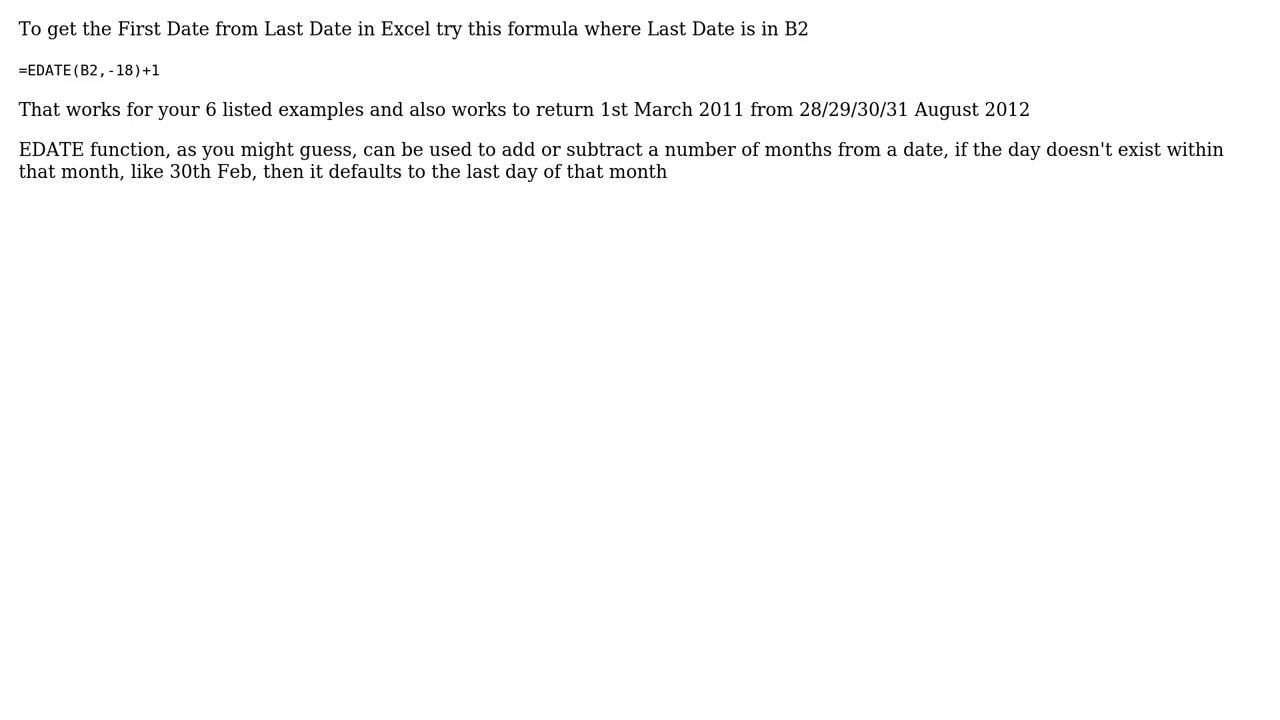 To get the First Date from Last Date in Excel try this formula where Last Date is in B2
=EDATE(B2,-18)+1
That works for your 6 listed examples and also works to return 1st March 2011 from 28/29/30/31 August 2012
EDATE function, as you might guess, can be used to add or subtract a number of months from a date, if the day doesn't exist within
that month, like 30th Feb, then it defaults to the last day of that month